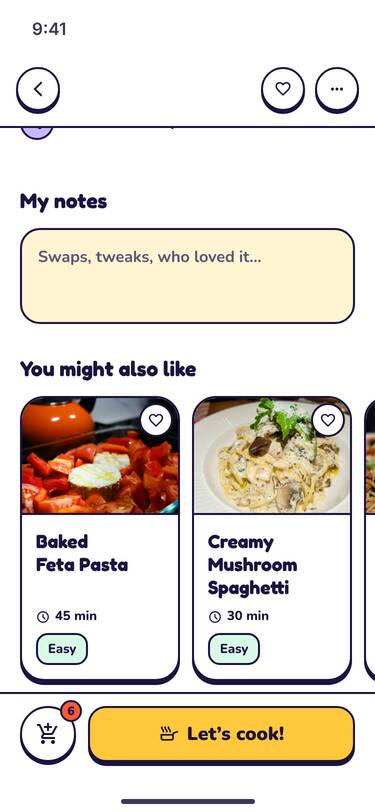 9:41
My notes
Swaps, tweaks, who loved it...
You might also like
Baked
Feta Pasta
45 min
Easy
Creamy
Mushroom
Spaghetti
30 min
Easy
6
Let's cook!